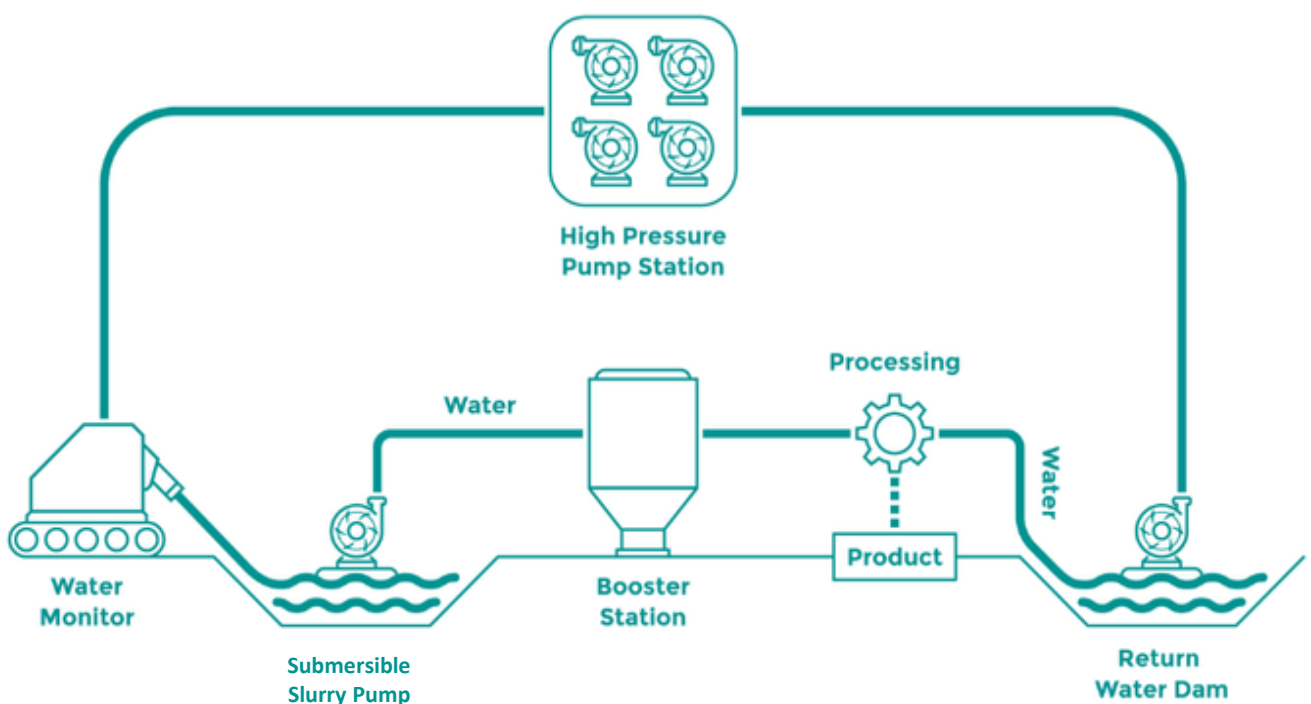 High Pressure
Pump Station
Processing
Water
Water
Product
Water
Monitor
Booster
Station
Submersible
Slurry Pump
Return
Water Dam